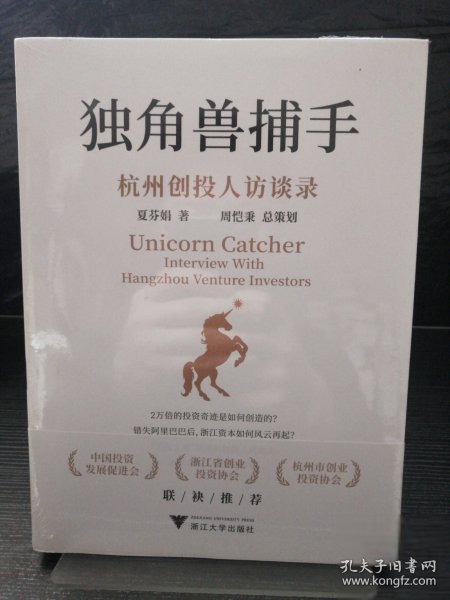 独角兽捕手
杭州创投人访谈录
夏芬娟 著 周恺秉 总策划
Unicorn Catcher
Interview With
Hangzhou Venture Investors
2万倍的投资奇迹是如何创造的?
错失阿里巴巴后,浙江资本如何风云再起?
中国投资
发展促进会
浙江省创业
投资协会
杭州市创业
投资协会
联/袂/推/荐
ZHEJIANG UNIVERSITY PRESS
浙江大学出版社
孔夫子旧书网
www.kongfz.com